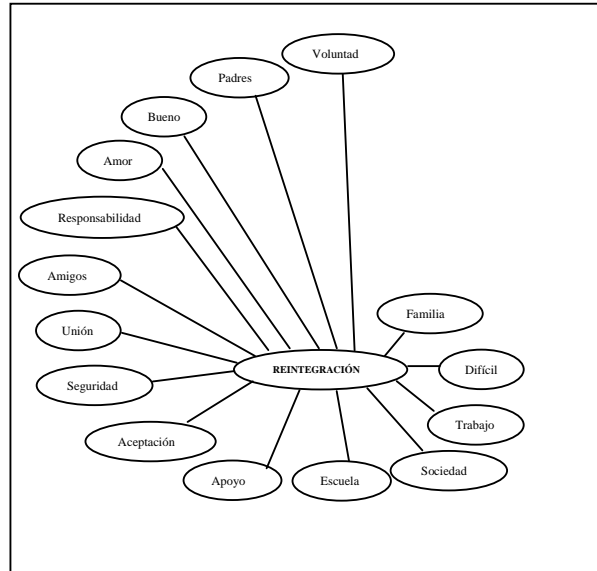 Voluntad
Padres
Bueno
Amor
Responsabilidad
Amigos
Familia
Unión
REINTEGRACIÓN
Difícil
Seguridad
Trabajo
Aceptación
Sociedad
Apoyo
Escuela